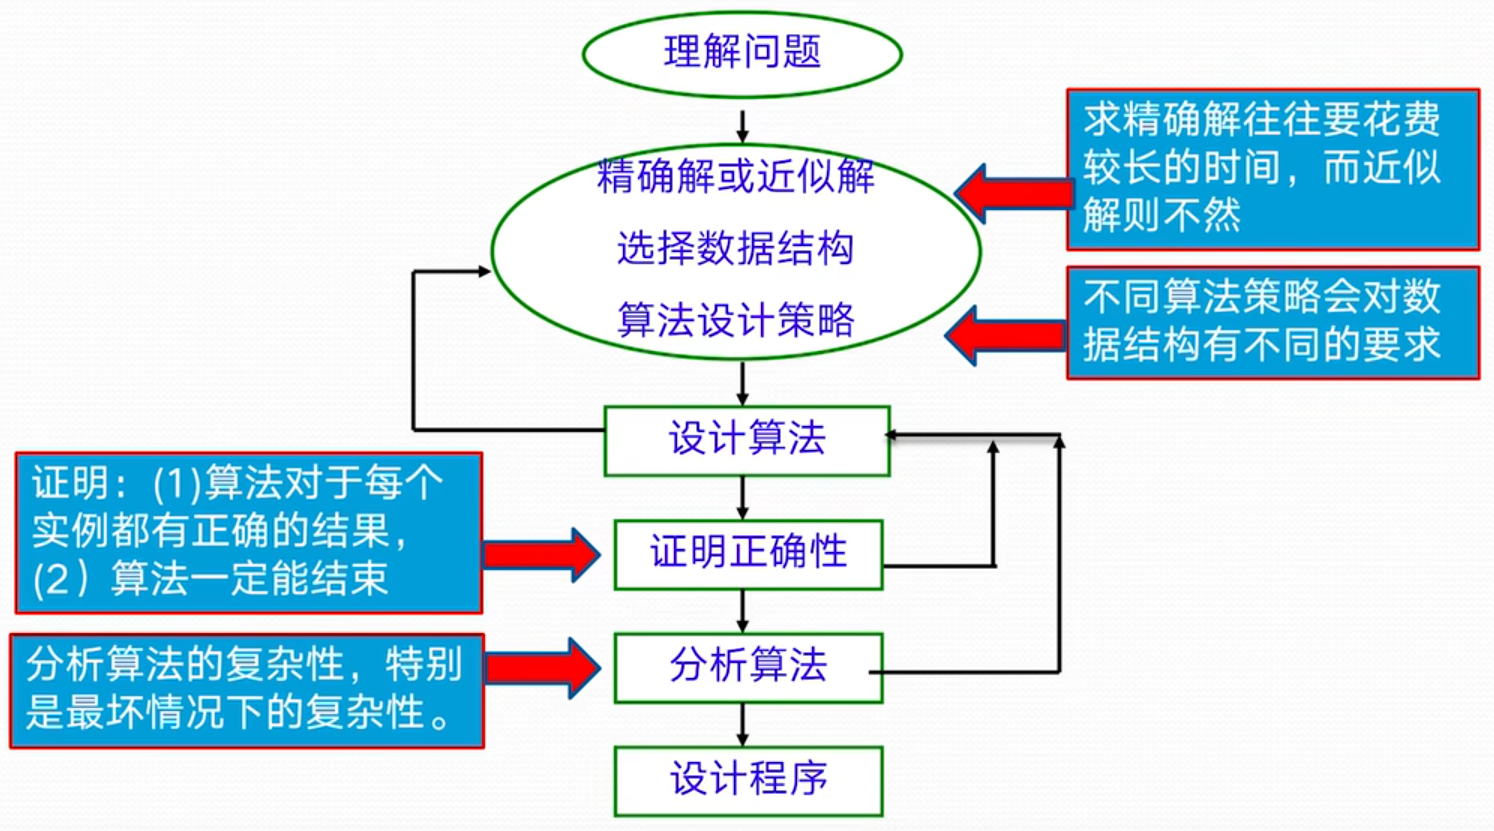 理解问题
精确解或近似解
选择数据结构
算法设计策略
求精确解往往要花费
较长的时间，而近似
解则不然
不同算法策略会对数
据结构有不同的要求
设计算法
证明：(1)算法对于每个
实例都有正确的结果，
(2）算法一定能结束
证明正确性
分析算法的复杂性，特别
是最坏情况下的复杂性。
分析算法
设计程序